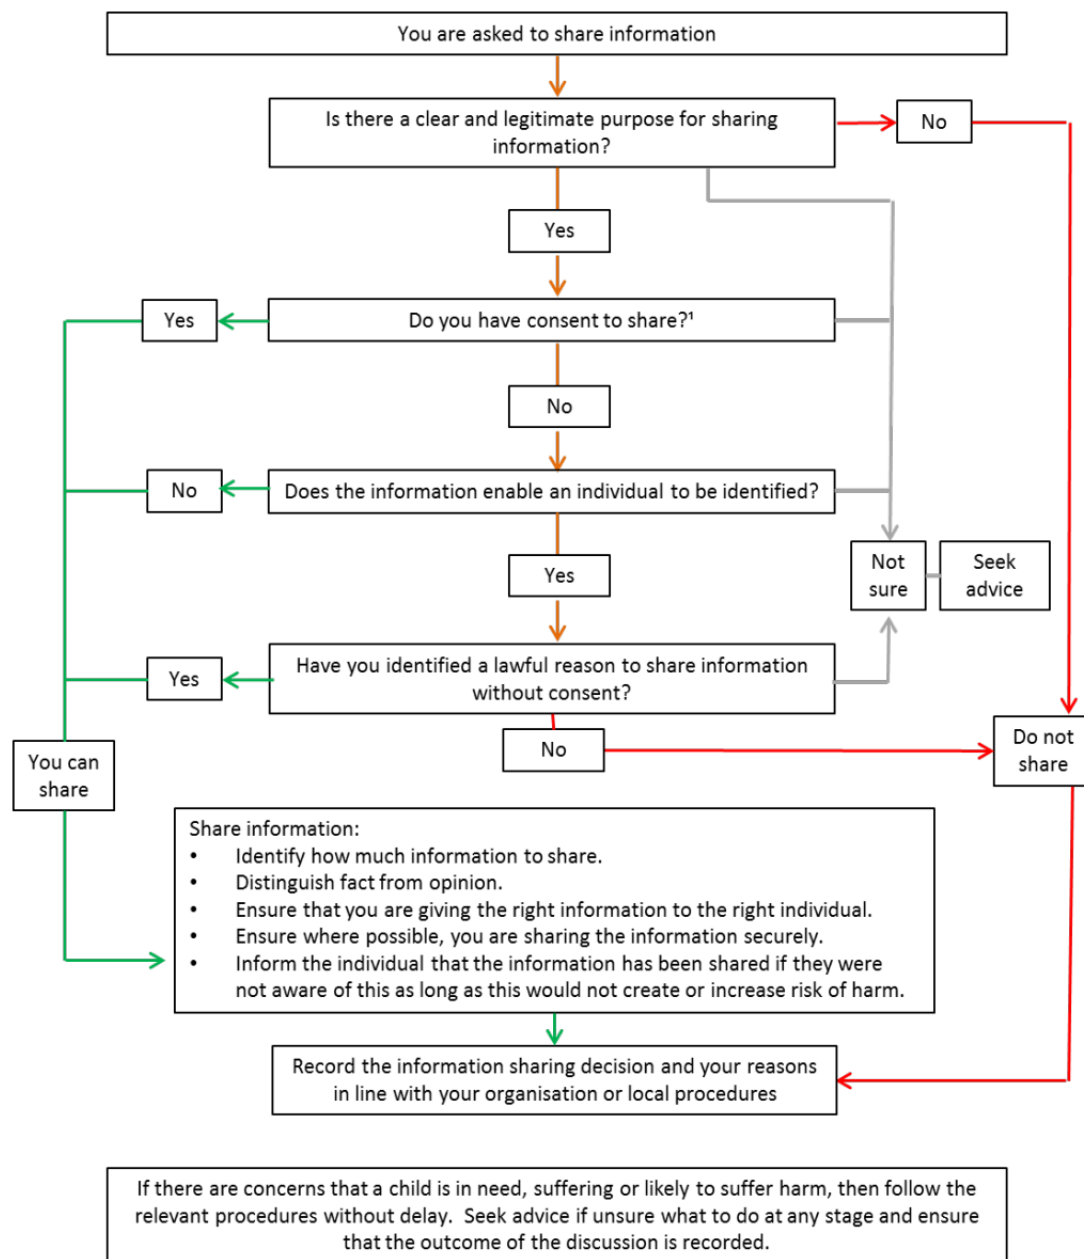 You are asked to share information
Is there a clear and legitimate purpose for sharing
information?
No
Yes
Yes
Do you have consent to share?¹
No
No
Does the information enable an individual to be identified?
Yes
Not
sure
Seek
advice
Yes
Have you identified a lawful reason to share information
without consent?
No
You can
share
Do not
share
Share information:
• Identify how much information to share.
• Distinguish fact from opinion.
• Ensure that you are giving the right information to the right individual.
• Ensure where possible, you are sharing the information securely.
• Inform the individual that the information has been shared if they were
not aware of this as long as this would not create or increase risk of harm.
Record the information sharing decision and your reasons
in line with your organisation or local procedures
If there are concerns that a child is in need, suffering or likely to suffer harm, then follow the
relevant procedures without delay.  Seek advice if unsure what to do at any stage and ensure
that the outcome of the discussion is recorded.